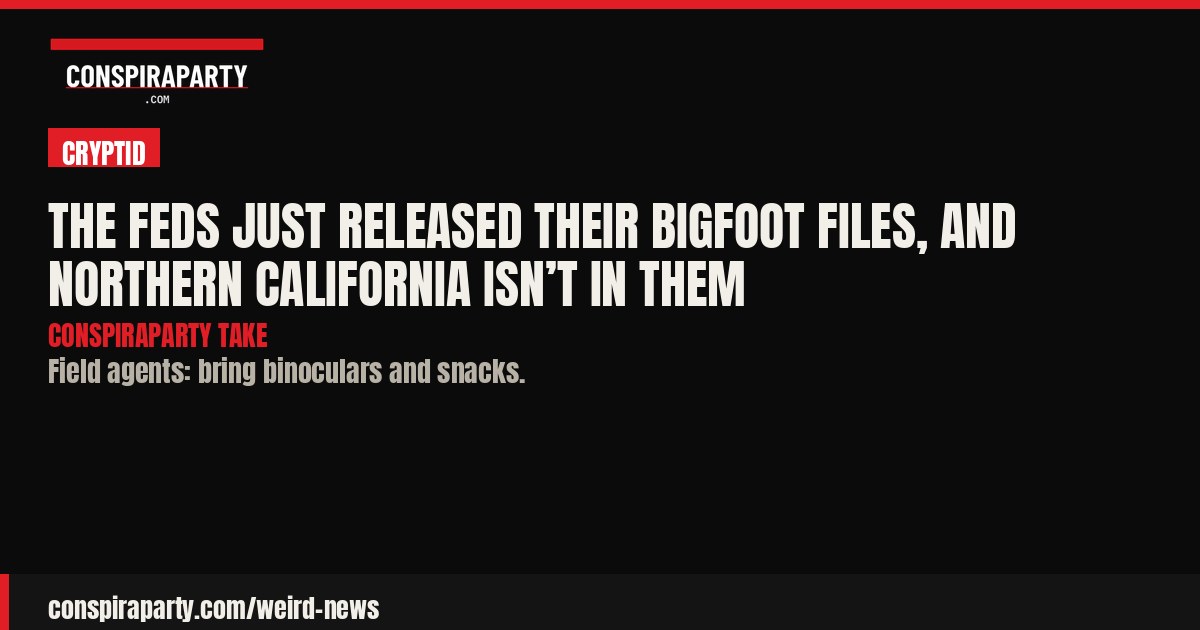 CONSPIRAPARTY
.COM
CRYPTID
THE FEDS JUST RELEASED THEIR BIGFOOT FILES, AND
NORTHERN CALIFORNIA ISN’T IN THEM
CONSPIRAPARTY TAKE
Field agents: bring binoculars and snacks.
conspiraparty.com/weird-news